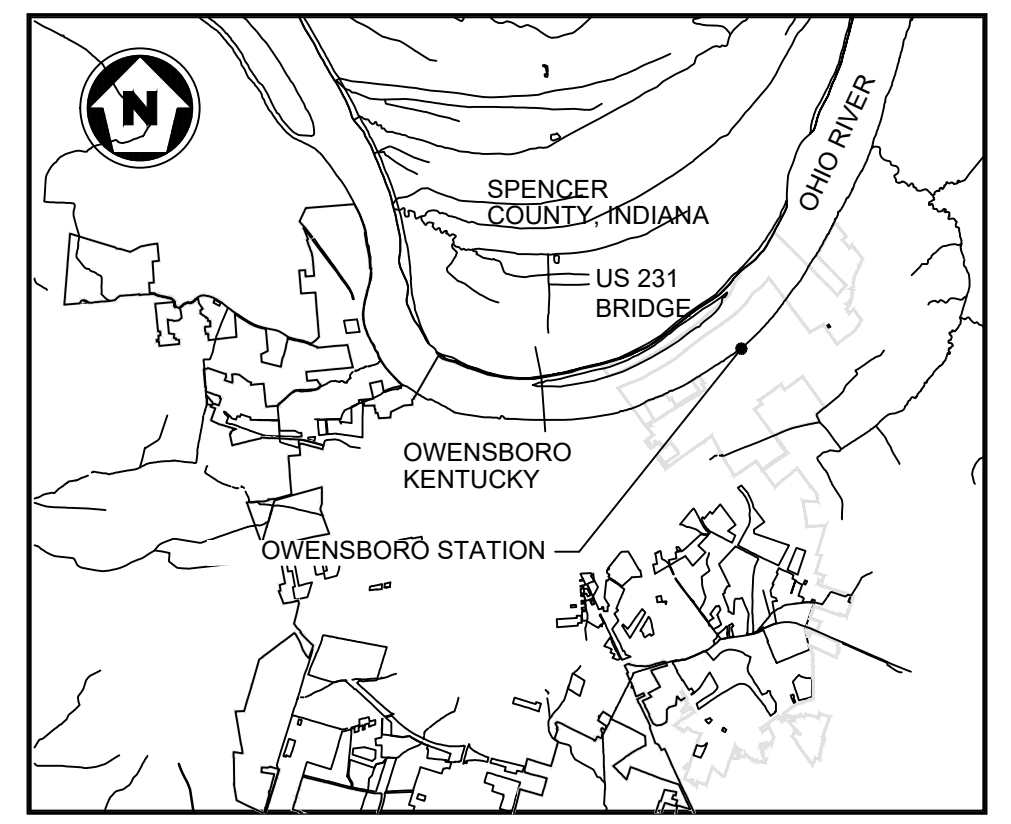 N
OHIO RIVER
SPENCER
COUNTY, INDIANA
US 231
BRIDGE
OWENSBORO
KENTUCKY
OWENSBORO STATION